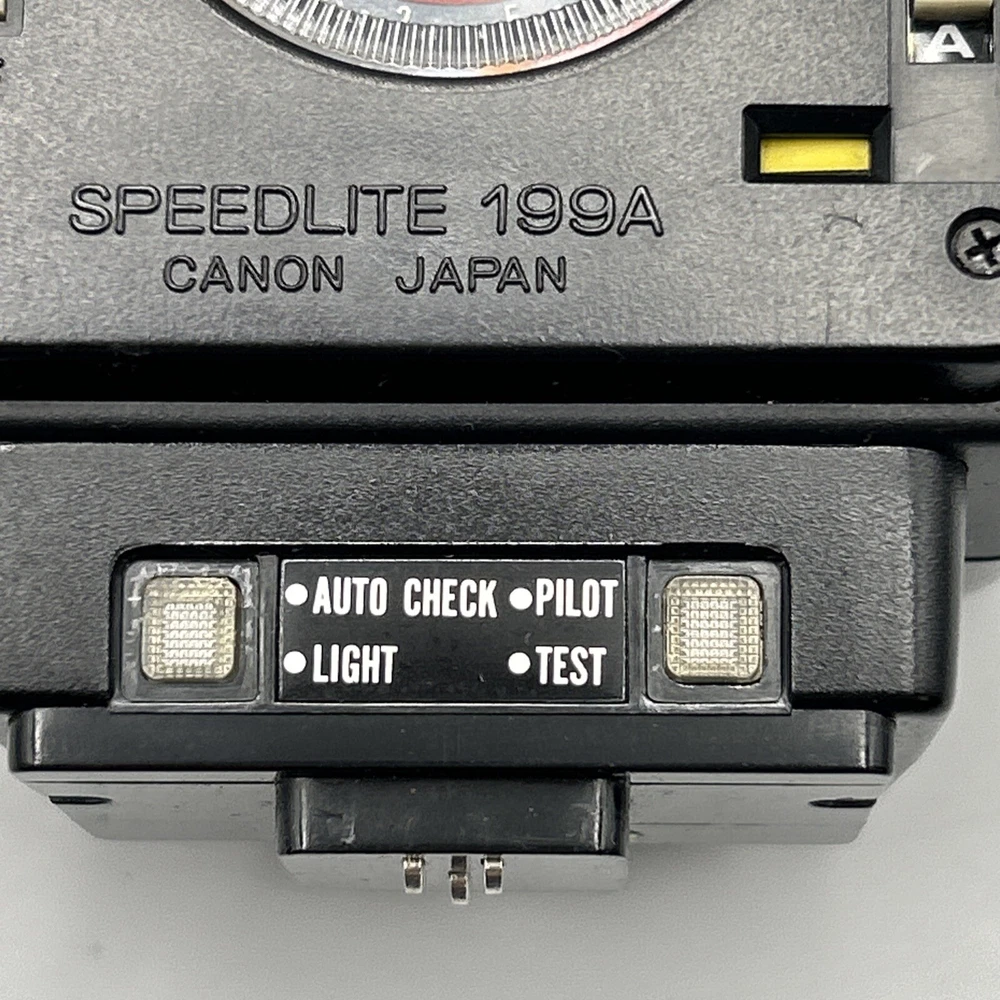 A
SPEEDLITE 199A
CANON JAPAN
●AUTO CHECK ●PILOT
●LIGHT ●TEST